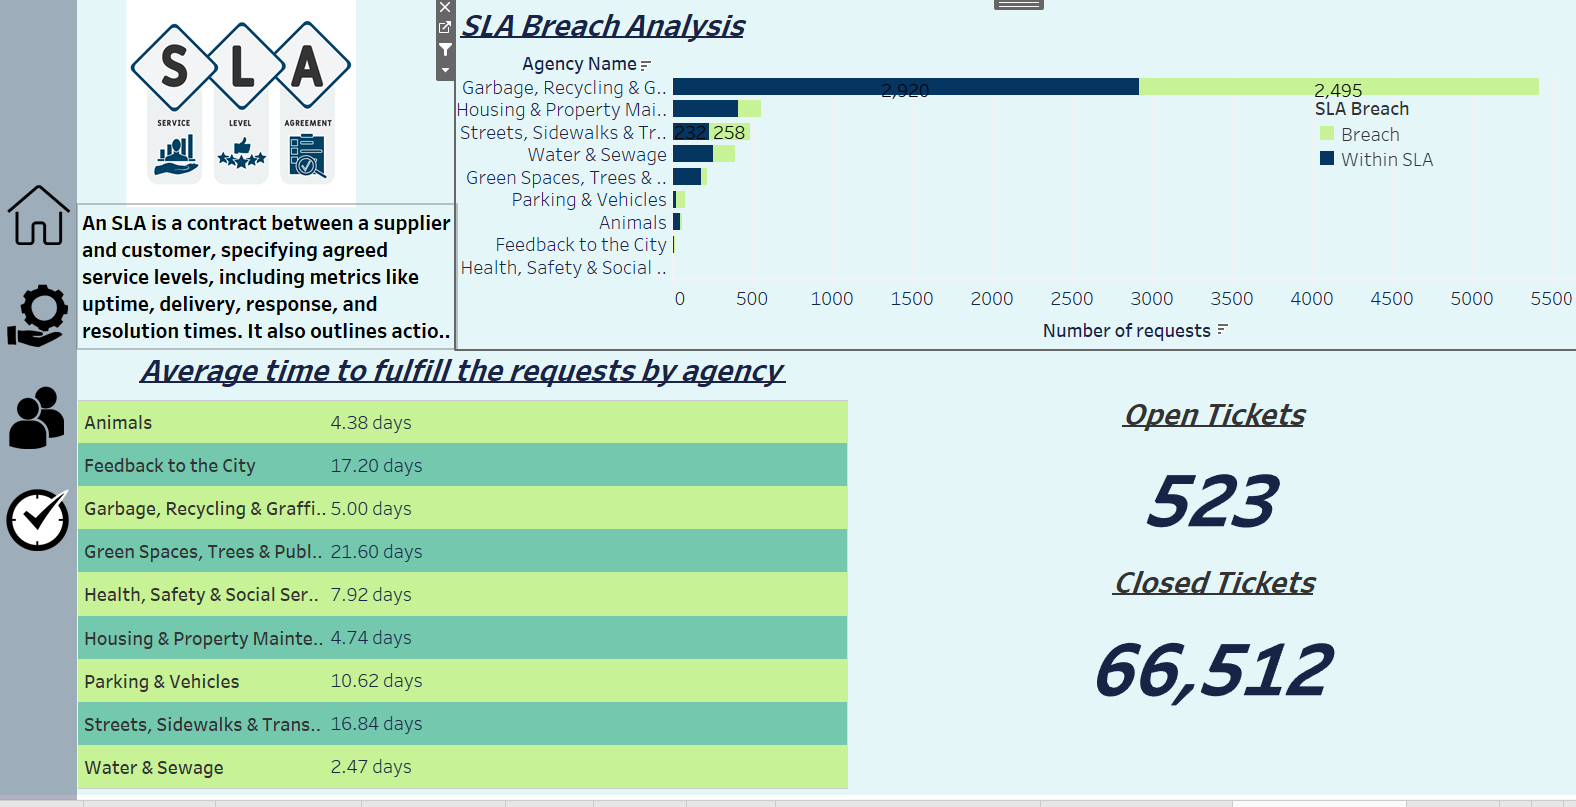 S L A
SERVICE
LEVEL
AGREEMENT
An SLA is a contract between a supplier
and customer, specifying agreed
service levels, including metrics like
uptime, delivery, response, and
resolution times. It also outlines actio..
SLA Breach Analysis
Agency Name
Garbage, Recycling & G.. 2,920 2,495
Housing & Property Mai..
Streets, Sidewalks & Tr.. 232 258
Water & Sewage
Green Spaces, Trees & ..
Parking & Vehicles
Animals
Feedback to the City
Health, Safety & Social ..
SLA Breach
Breach
Within SLA
0 500 1000 1500 2000 2500 3000 3500 4000 4500 5000 5500
Number of requests
Average time to fulfill the requests by agency
Animals 4.38 days
Feedback to the City 17.20 days
Garbage, Recycling & Graffi.. 5.00 days
Green Spaces, Trees & Publ.. 21.60 days
Health, Safety & Social Ser.. 7.92 days
Housing & Property Mainte.. 4.74 days
Parking & Vehicles 10.62 days
Streets, Sidewalks & Trans.. 16.84 days
Water & Sewage 2.47 days
Open Tickets
523
Closed Tickets
66,512